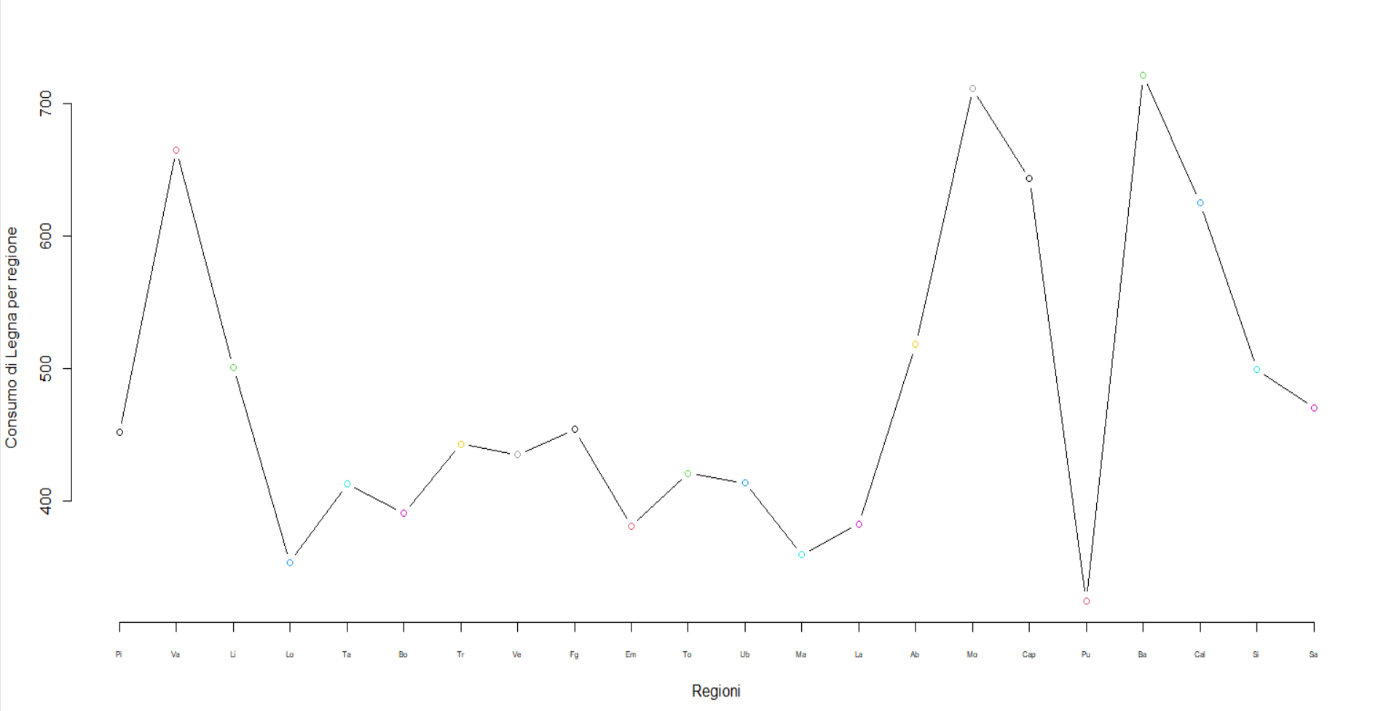 Consumo di Legna per regione
700
600
500
400
Pi Va Li Lo Ta Bo Tr Ve Fg Em To Ub Ma La Ab Mo Cap Pu Ba Cal Si Sa
Regioni